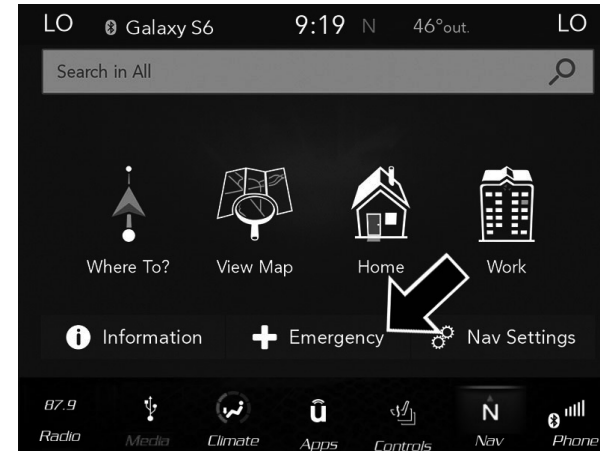 LO Galaxy S6 9:19 N 46°out. LO
Search in All
Where To? View Map Home Work
Information Emergency Nav Settings
87.9
Radio Media Climate Apps Controls Nav Phone